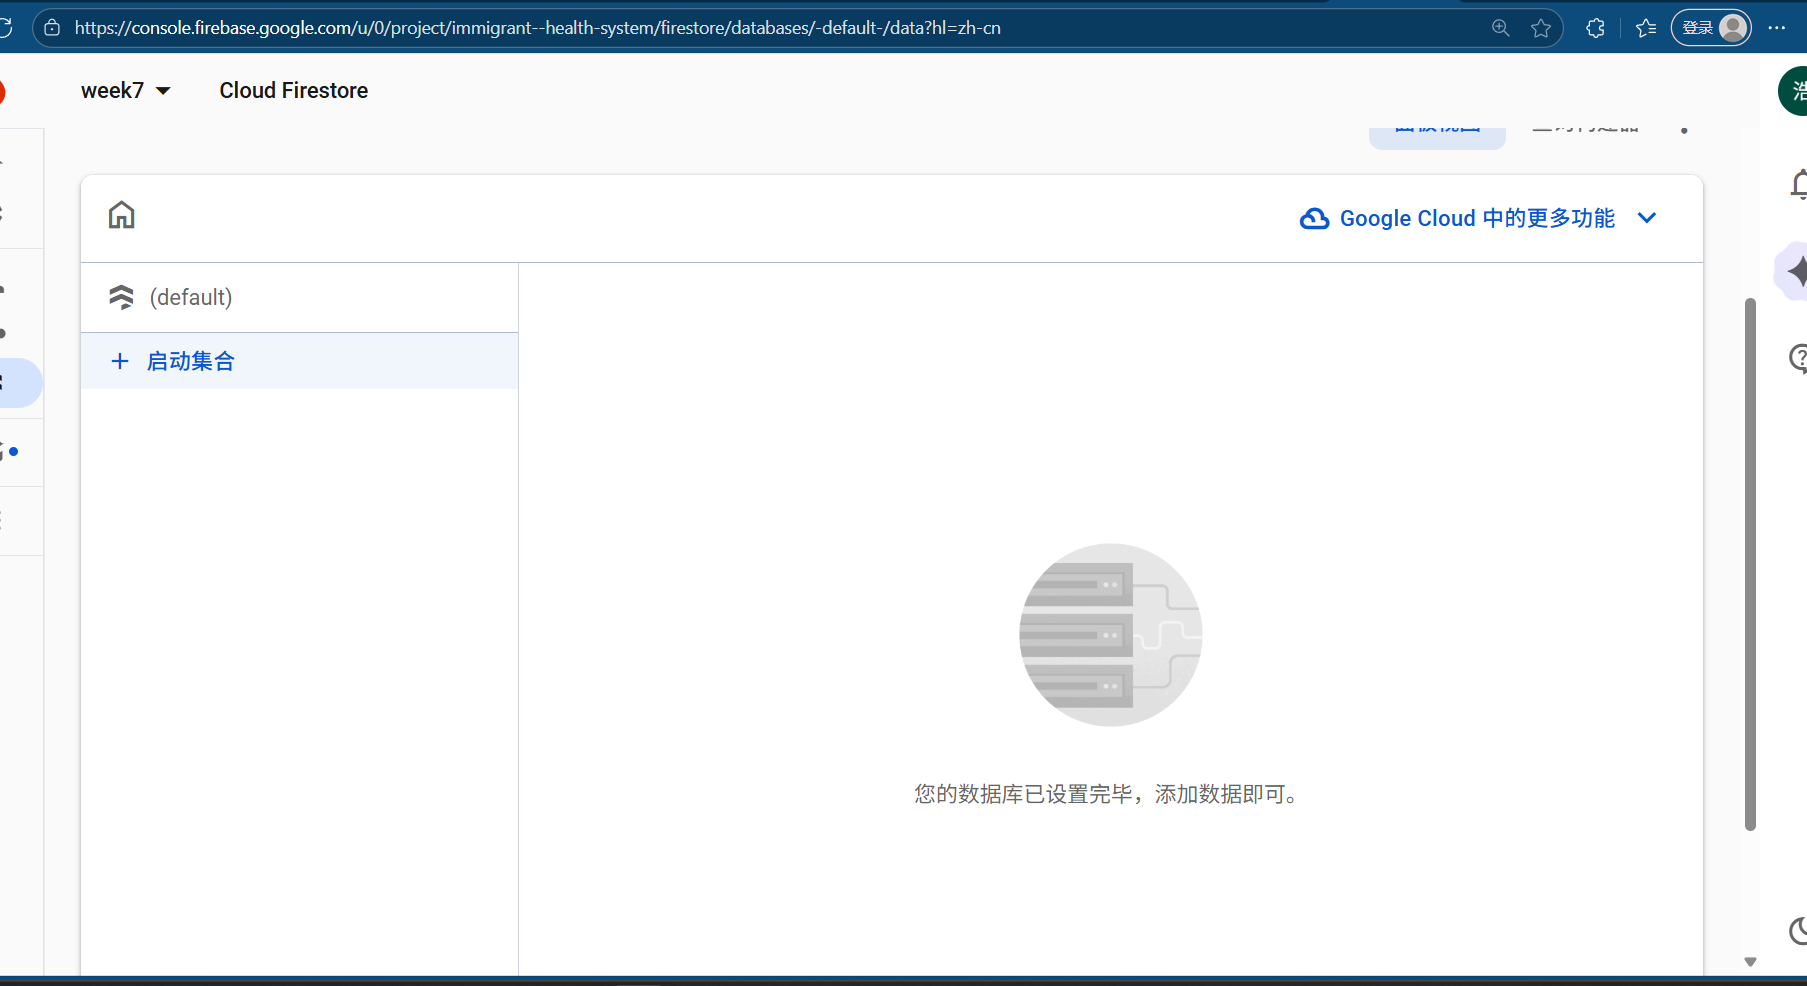 https://console.firebase.google.com/u/0/project/immigrant--health-system/firestore/databases/-default-/data?hl=zh-cn
登录
week7
Cloud Firestore
Google Cloud 中的更多功能
(default)
+ 启动集合
您的数据库已设置完毕，添加数据即可。